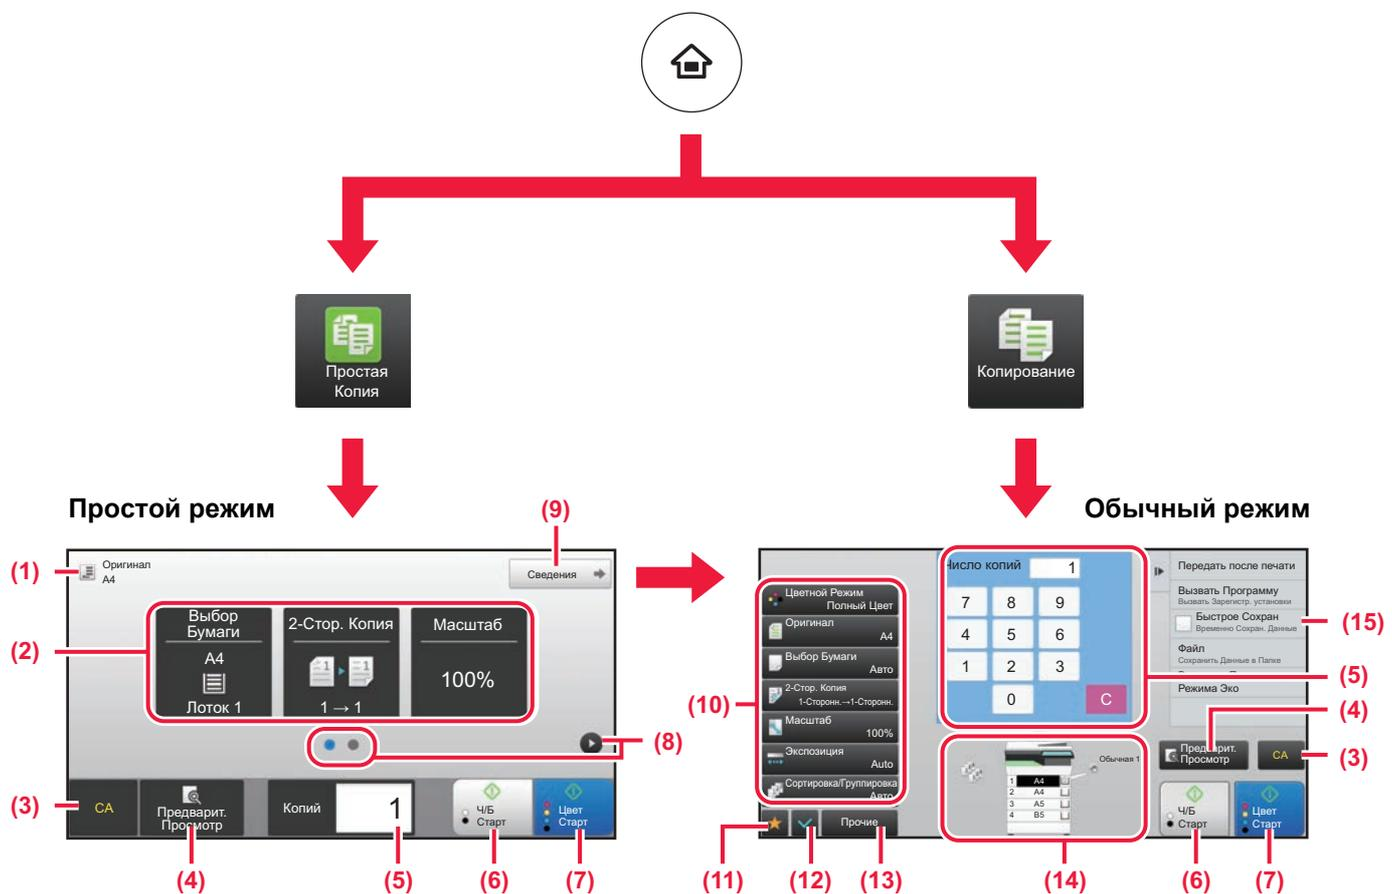 Простая
Копия
Копирование
Простой режим
Обычный режим
(9)
(1)
Оригинал
A4
Сведения
(2)
Выбор
Бумаги
A4
Лоток 1
2-Стор. Копия
1
1
1 → 1
Масштаб
100%
(8)
(3)
CA
Предварит.
Просмотр
Копий
1
Ч/Б
Старт
Цвет
Старт
(4)
(5)
(6)
(7)
(10)
Цветной Режим
Полный Цвет
Оригинал
A4
Выбор Бумаги
Авто
2-Стор. Копия
1-Сторонн.→1-Сторонн.
Масштаб
100%
Экспозиция
Auto
Сортировка/Группировка
Авто
Прочие
Число копий
1
7 8 9
4 5 6
1 2 3
0 C
Обычная 1
1 A4
2 A4
3 A5
4 B5
Передать после печати
Вызвать Программу
Вызвать Зарегистр. установки
Быстрое Сохран
Временно Сохран. Данные
Файл
Сохранить Данные в Папке
Режима Эко
Предварит.
Просмотр
CA
Ч/Б
Старт
Цвет
Старт
(15)
(5)
(4)
(3)
(11)
(12)
(13)
(14)
(6)
(7)